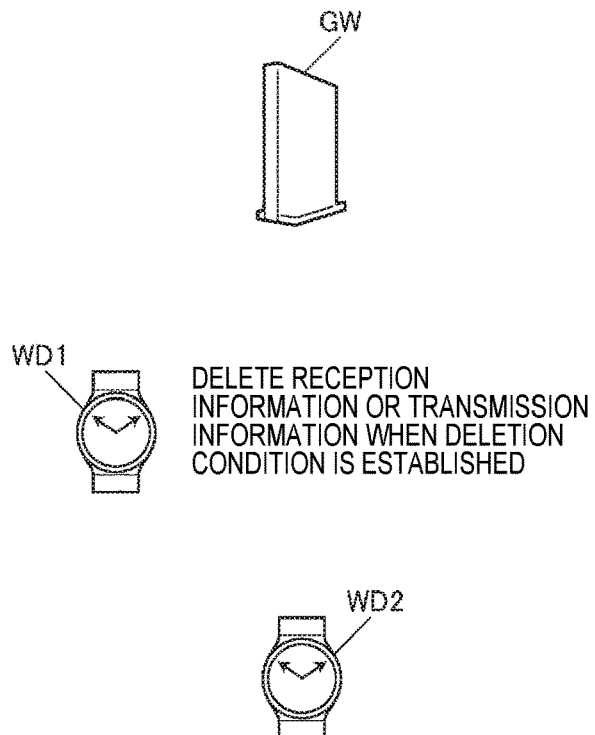 GW
WD1
DELETE RECEPTION
INFORMATION OR TRANSMISSION
INFORMATION WHEN DELETION
CONDITION IS ESTABLISHED
WD2